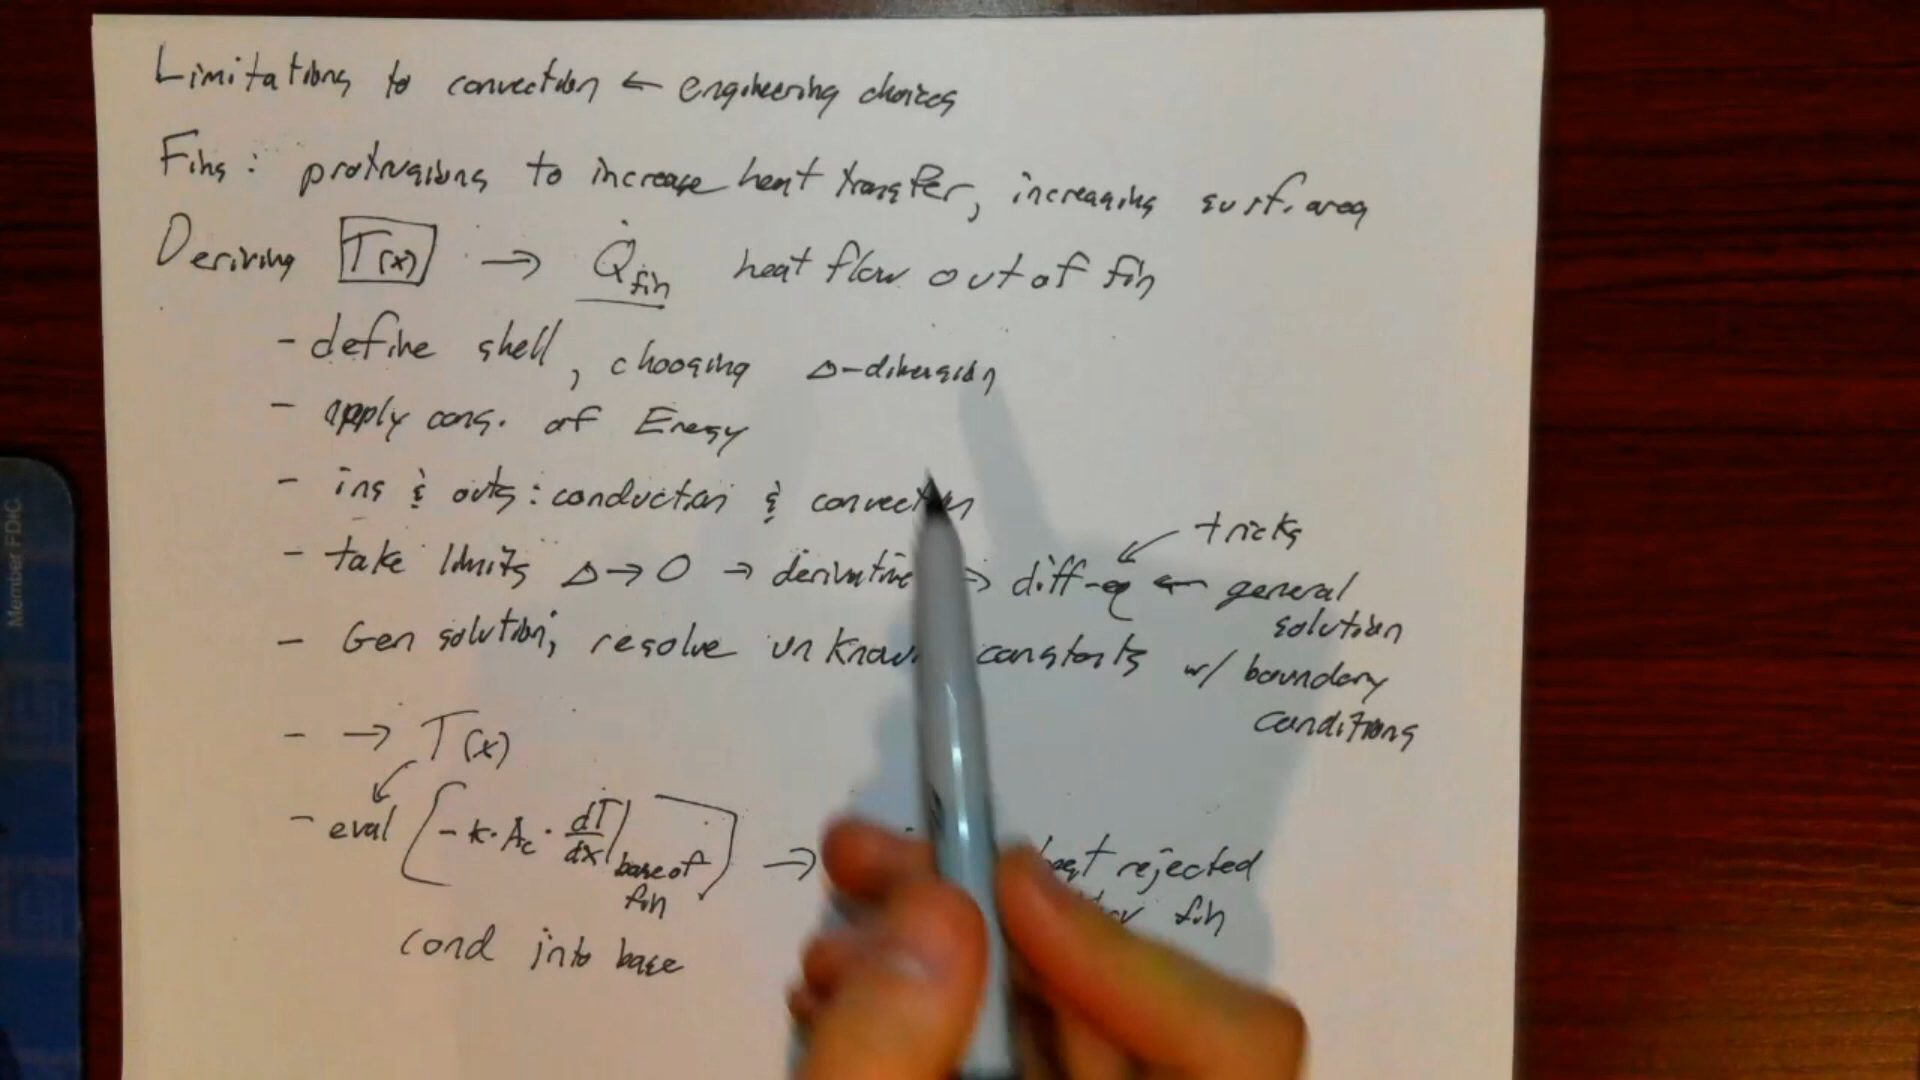 Limitations to convection ← engineering choices
Fins: protrusions to increase heat transfer, increasing surf. area
Deriving T(x) → Q̇fin heat flow out of fin
- define shell, choosing Δ-dimension
- apply cons. of Energy
- ins & outs: conduction & convection
- take limits Δ→0 → derivative → diff-eq ← general solution
tricks
- Gen solution, resolve unknown constants w/ boundary conditions
- → T(x)
- eval [-k·Ac·dT/dx|base of fin] →
rejected
fin
cond into base
Member FDIC